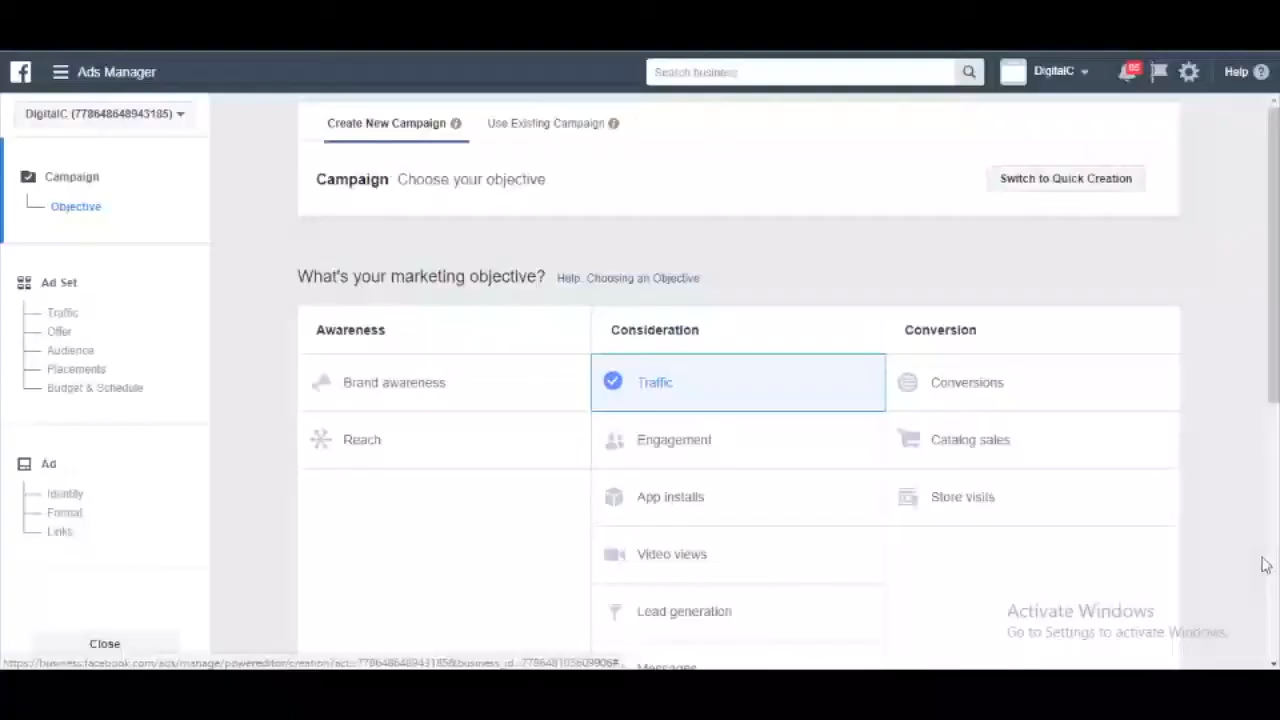 Ads Manager
Search business
DigitalC
Help
DigitalC (778648648943185)
Campaign
Objective
Ad Set
Traffic
Offer
Audience
Placements
Budget & Schedule
Ad
Identity
Format
Links
Close
Create New Campaign
Use Existing Campaign
Campaign Choose your objective
Switch to Quick Creation
What's your marketing objective? Help: Choosing an Objective
Awareness
Consideration
Conversion
Brand awareness
Traffic
Conversions
Reach
Engagement
Catalog sales
App installs
Store visits
Video views
Lead generation
Messages
Activate Windows
Go to Settings to activate Windows.